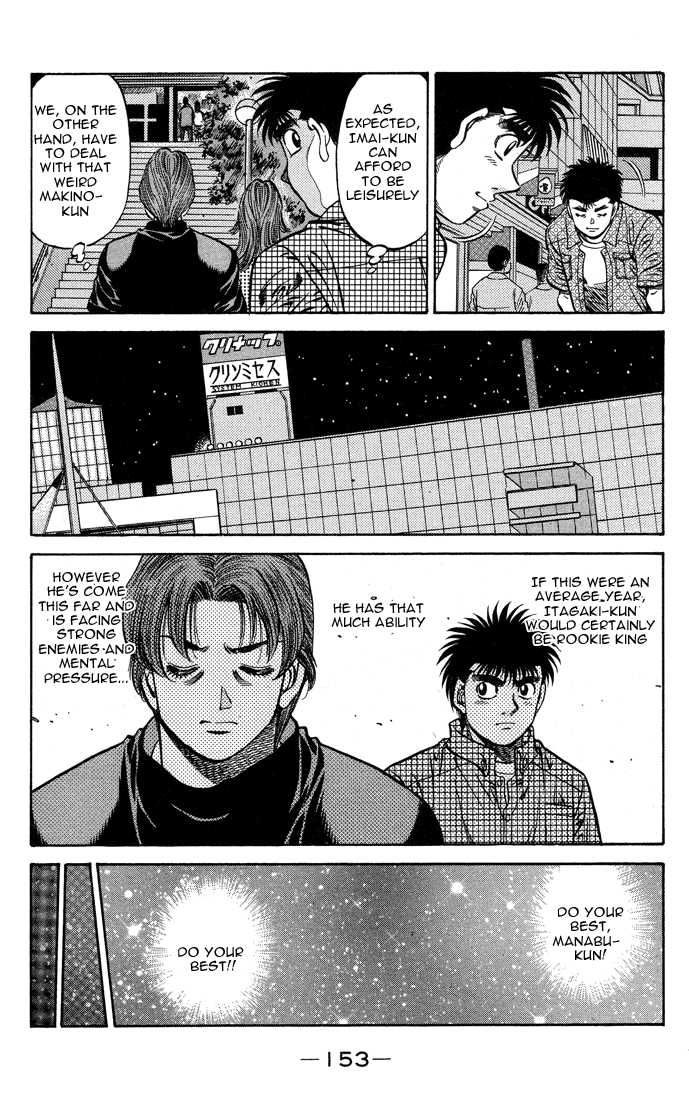 AS
EXPECTED,
IMAI-KUN
CAN
AFFORD
TO BE
LEISURELY
WE, ON THE
OTHER
HAND, HAVE
TO DEAL
WITH THAT
WEIRD
MAKINO-
KUN
クリナップ
クリンミセス
SYSTEM KICHEN
IF THIS WERE AN
AVERAGE YEAR,
ITAGAKI-KUN
WOULD CERTAINLY
BE ROOKIE KING
HE HAS THAT
MUCH ABILITY
HOWEVER
HE'S COME
THIS FAR AND
IS FACING
STRONG
ENEMIES AND
MENTAL
PRESSURE...
DO YOUR
BEST,
MANABU-
KUN!
DO YOUR
BEST!!
—153—